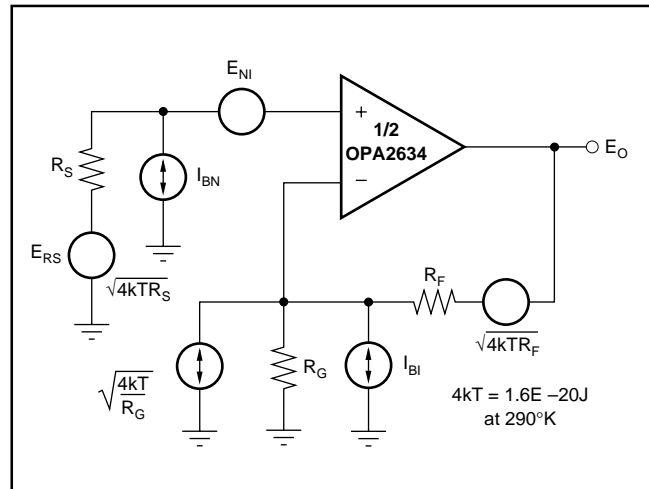 E_NI
+
1/2
OPA2634
−
E_O
R_S
I_BN
E_RS
√4kTR_S
R_F
√4kTR_F
√4kT/R_G
R_G
I_BI
4kT = 1.6E –20J
at 290°K